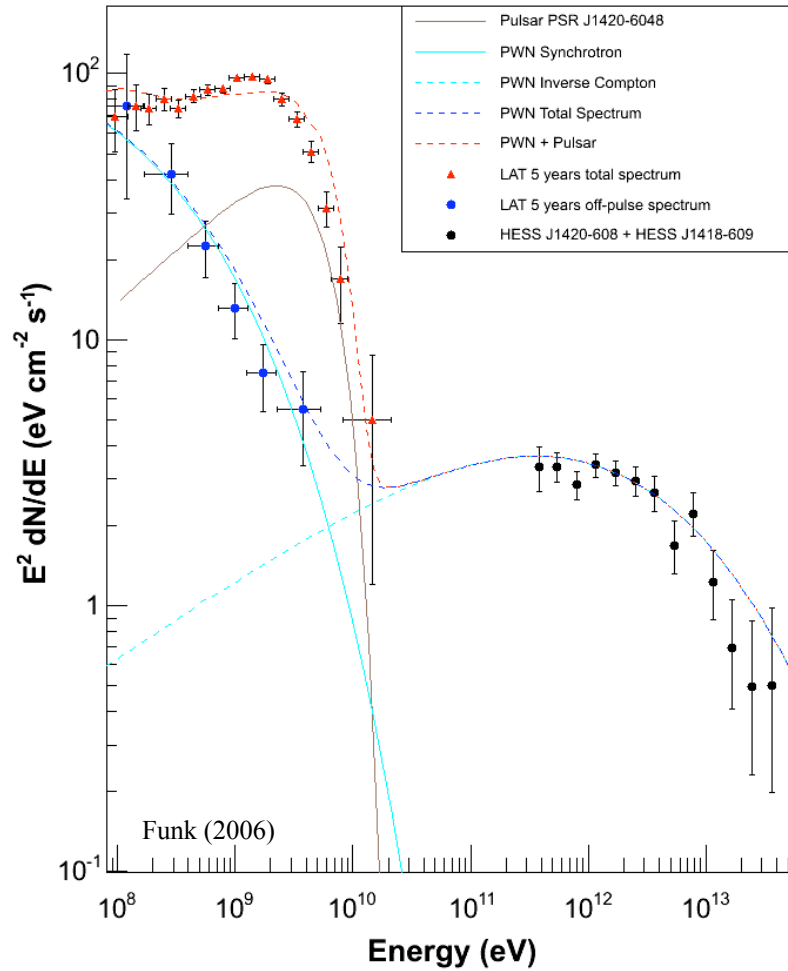 Pulsar PSR J1420-6048
PWN Synchrotron
PWN Inverse Compton
PWN Total Spectrum
PWN + Pulsar
LAT 5 years total spectrum
LAT 5 years off-pulse spectrum
HESS J1420-608 + HESS J1418-609
10²
10
1
10⁻¹
E² dN/dE (eV cm⁻² s⁻¹)
Funk (2006)
10⁸ 10⁹ 10¹⁰ 10¹¹ 10¹² 10¹³
Energy (eV)